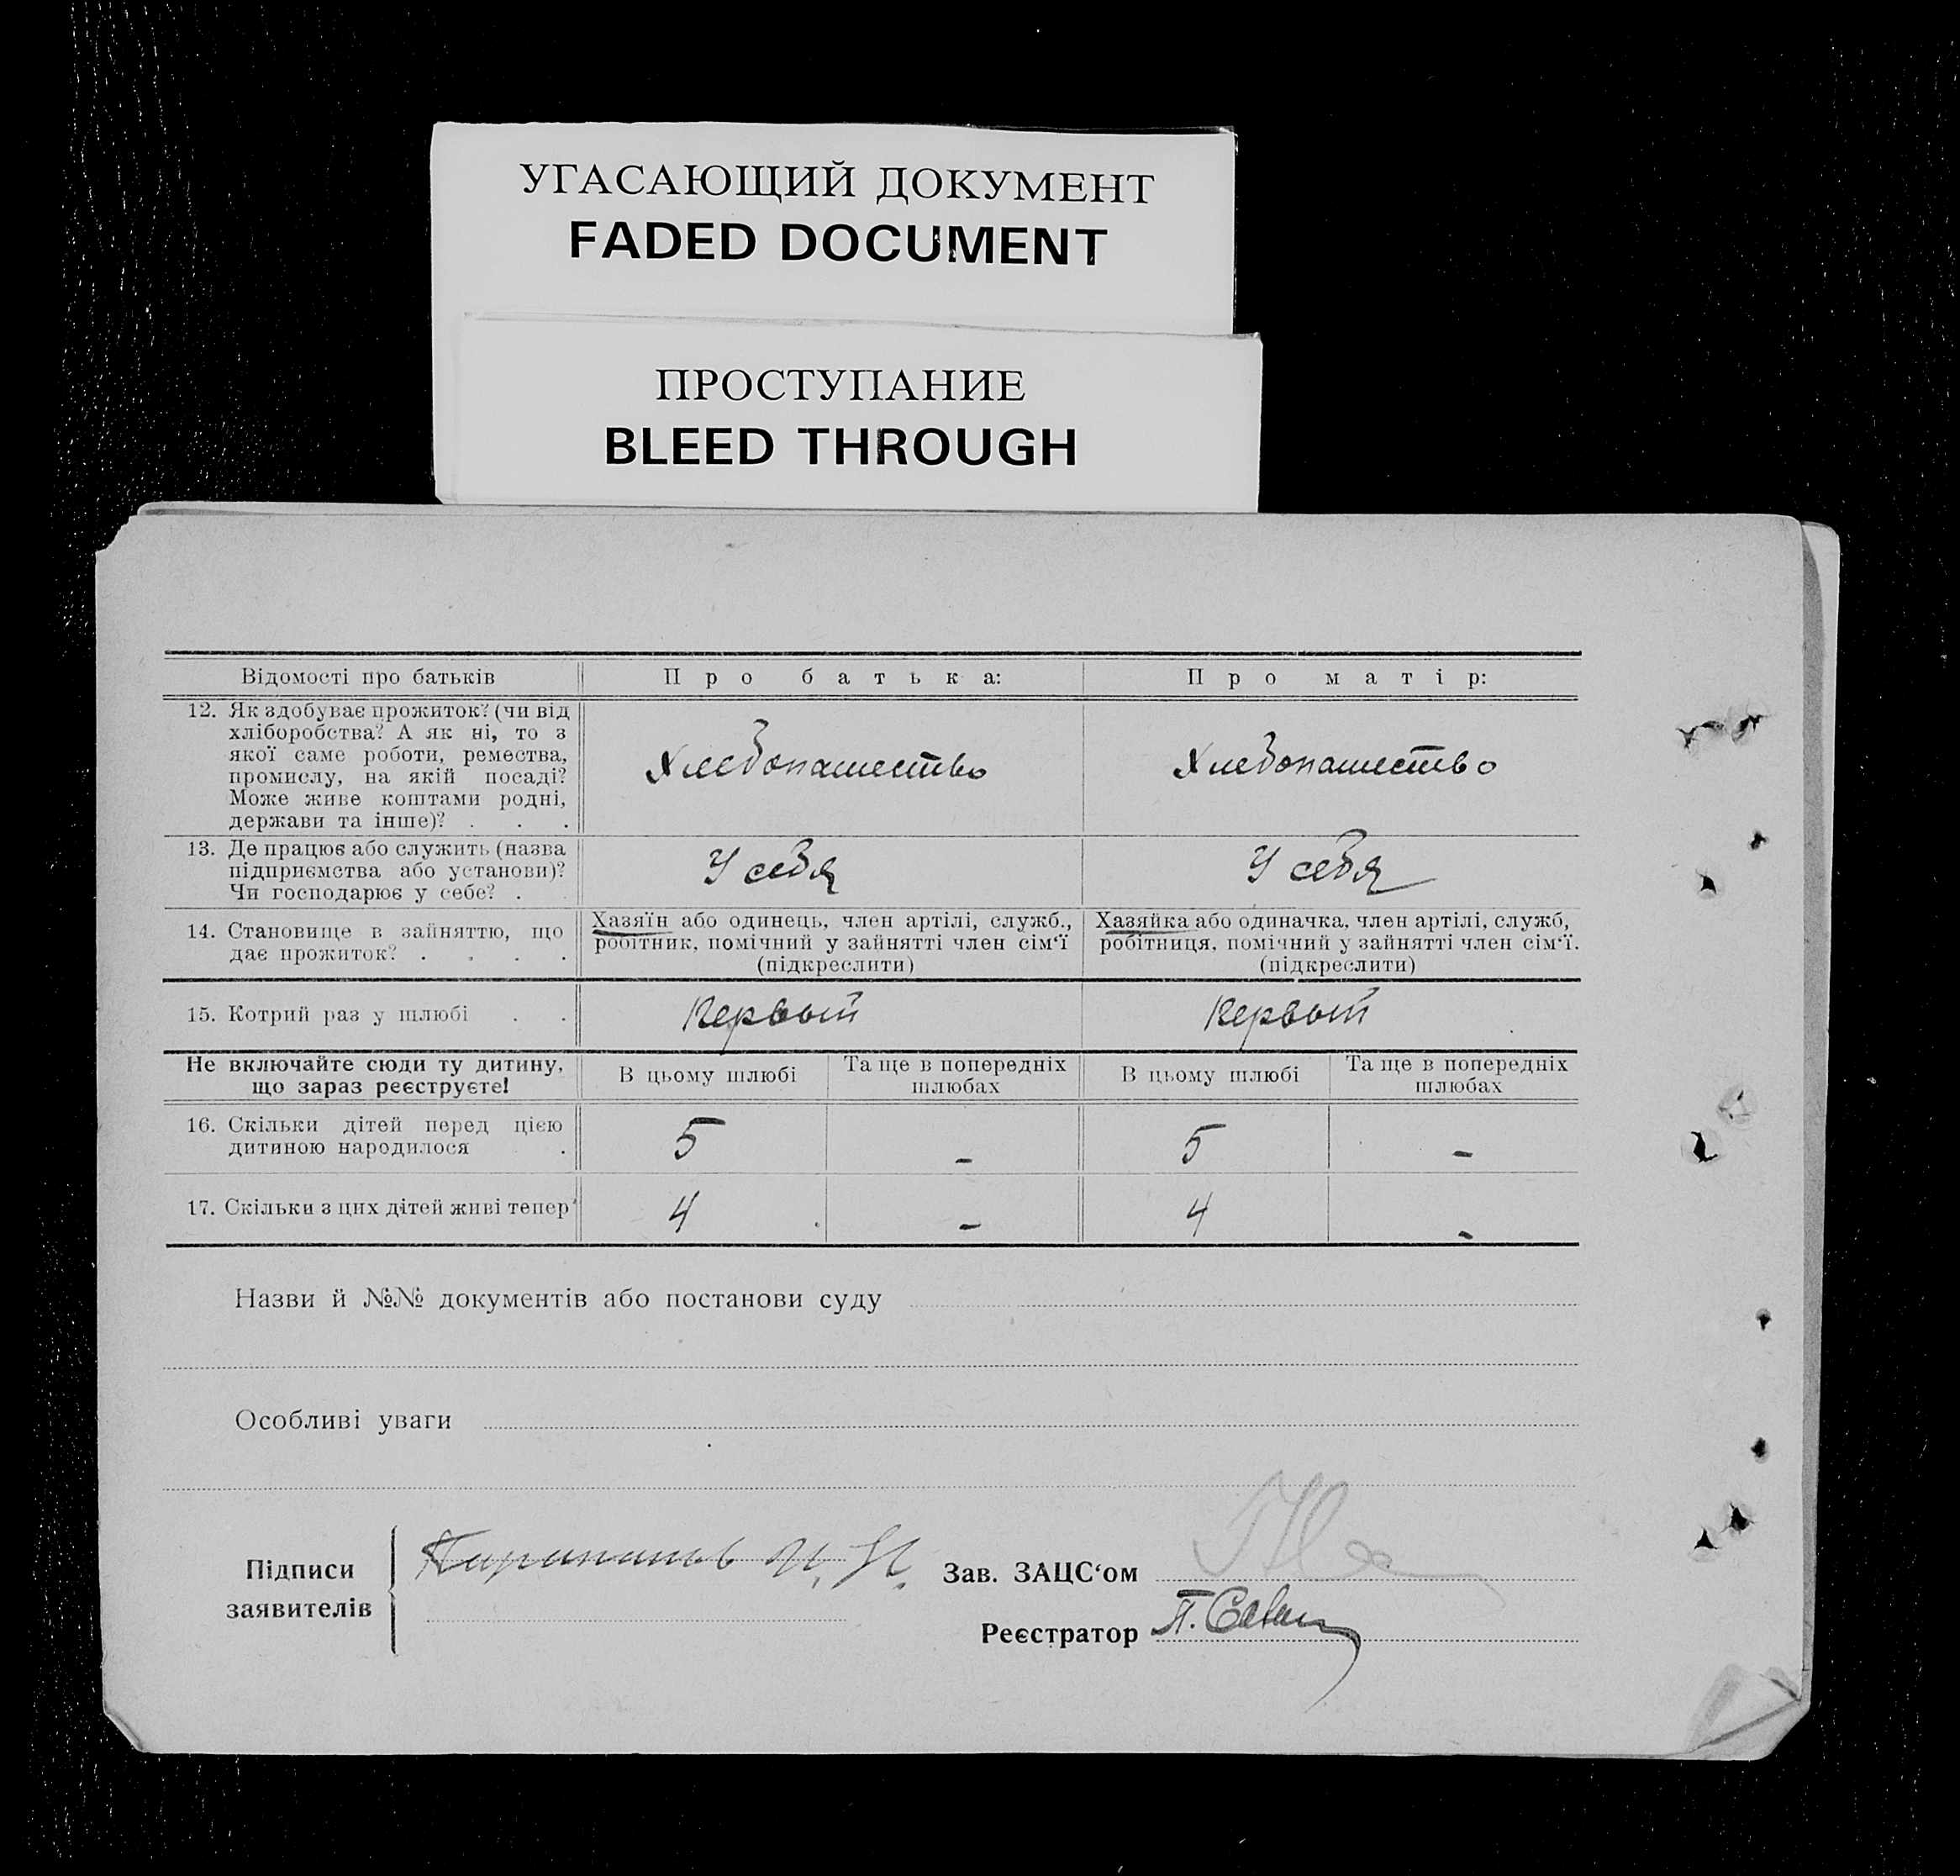 УГАСАЮЩИЙ ДОКУМЕНТ
FADED DOCUMENT
ПРОСТУПАНИЕ
BLEED THROUGH
Відомості про батьків
Про батька:
Про матір:
12. Як здобуває прожиток? (чи від
хліборобства? А як ні, то з
якої саме роботи, ремества,
промислу, на якій посаді?
Може живе коштами родні,
держави та інше)? . . .
Хлебопашество
Хлебопашество
13. Де працює або служить (назва
підприємства або установи)?
Чи господарює у себе? .
У себя
У себя
14. Становище в зайняттю, що
дає прожиток? . . . .
Хазяїн або одинець, член артілі, служб.,
робітник, помічний у зайнятті член сім‘ї
(підкреслити)
Хазяйка або одиначка, член артілі, служб,
робітниця, помічний у зайнятті член сім‘ї.
(підкреслити)
15. Котрий раз у шлюбі . .
Первый
Первый
Не включайте сюди ту дитину,
що зараз реєструєте!
В цьому шлюбі
Та ще в попередніх
шлюбах
В цьому шлюбі
Та ще в попередніх
шлюбах
16. Скільки дітей перед цією
дитиною народилося .
5
-
5
-
17. Скільки з цих дітей живі тепер?
4
-
4
-
Назви й №№ документів або постанови суду
Особливі уваги
Підписи
заявителів
И. Н.
Зав. ЗАЦС‘ом
Реєстратор
П.